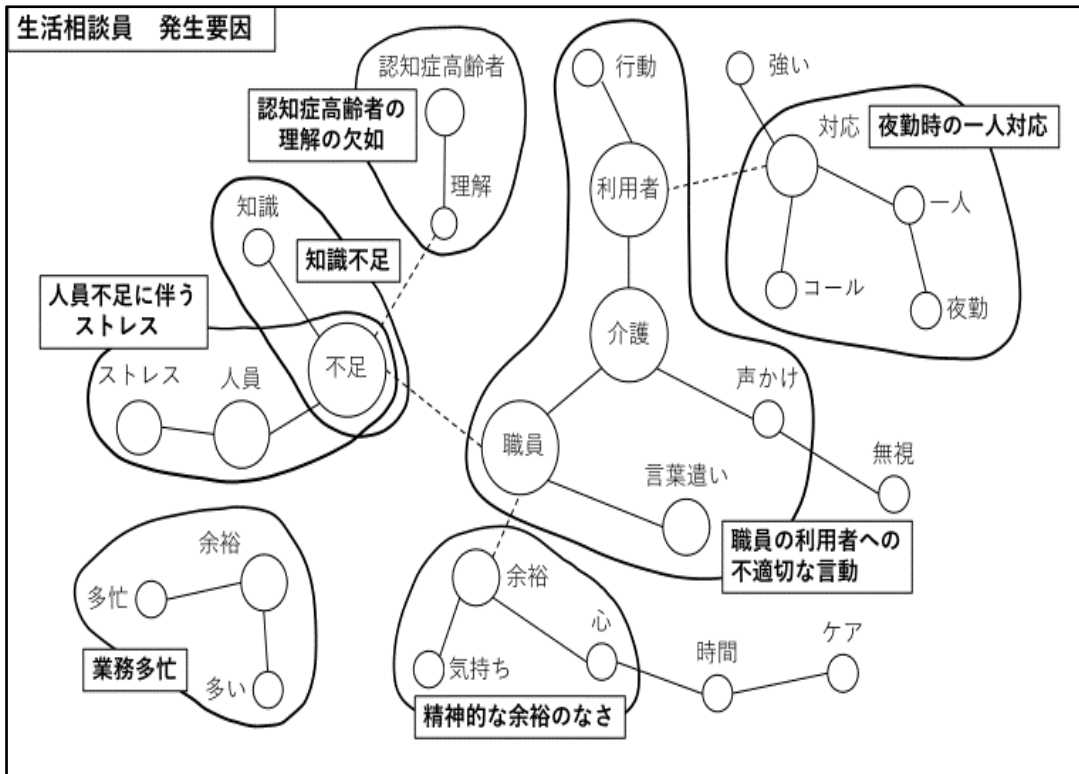 生活相談員　発生要因
認知症高齢者
行動
強い
認知症高齢者の
理解の欠如
対応
夜勤時の一人対応
理解
利用者
一人
知識
知識不足
コール
夜勤
人員不足に伴う
ストレス
介護
不足
ストレス
人員
声かけ
職員
無視
言葉遣い
余裕
職員の利用者への
不適切な言動
余裕
多忙
心
ケア
時間
業務多忙
気持ち
多い
精神的な余裕のなさ